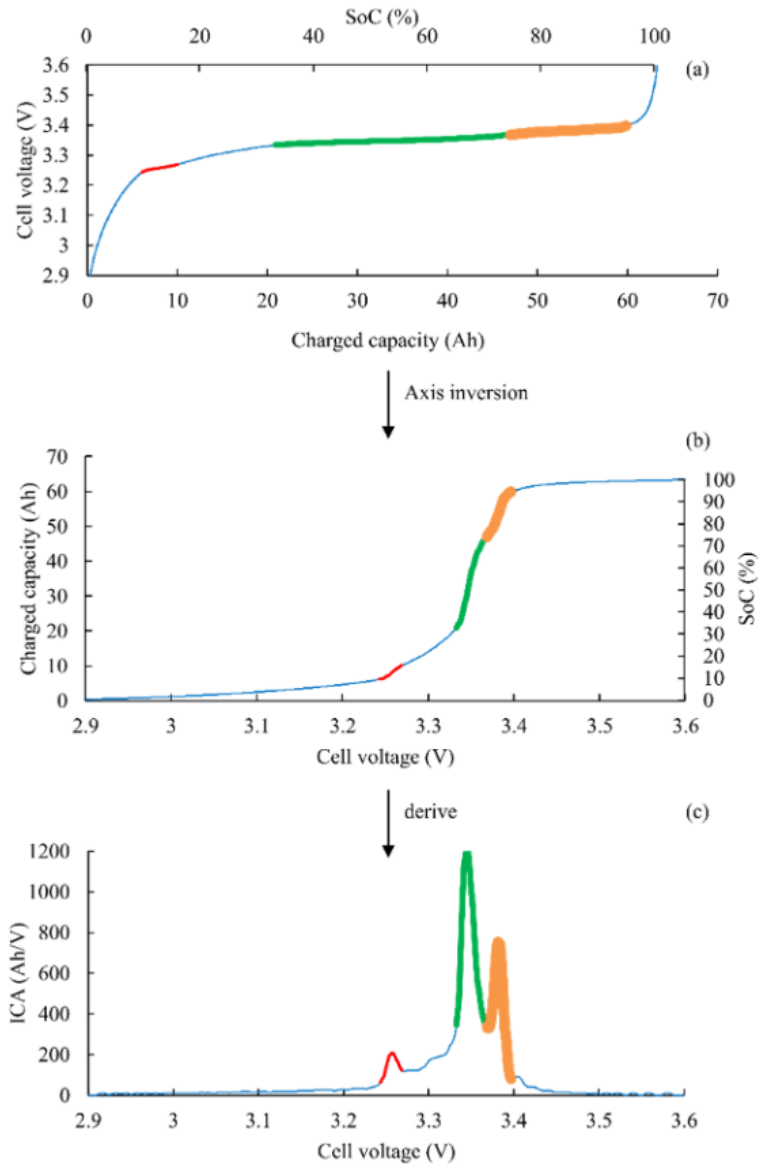 SoC (%)
0 20 40 60 80 100
(a)
3.6
3.5
3.4
3.3
3.2
3.1
3
2.9
Cell voltage (V)
0 10 20 30 40 50 60 70
Charged capacity (Ah)
Axis inversion
(b)
70
60
50
40
30
20
10
0
Charged capacity (Ah)
100
90
80
70
60
50
40
30
20
10
0
SoC (%)
2.9 3 3.1 3.2 3.3 3.4 3.5 3.6
Cell voltage (V)
derive
(c)
1200
1000
800
600
400
200
0
ICA (Ah/V)
2.9 3 3.1 3.2 3.3 3.4 3.5 3.6
Cell voltage (V)